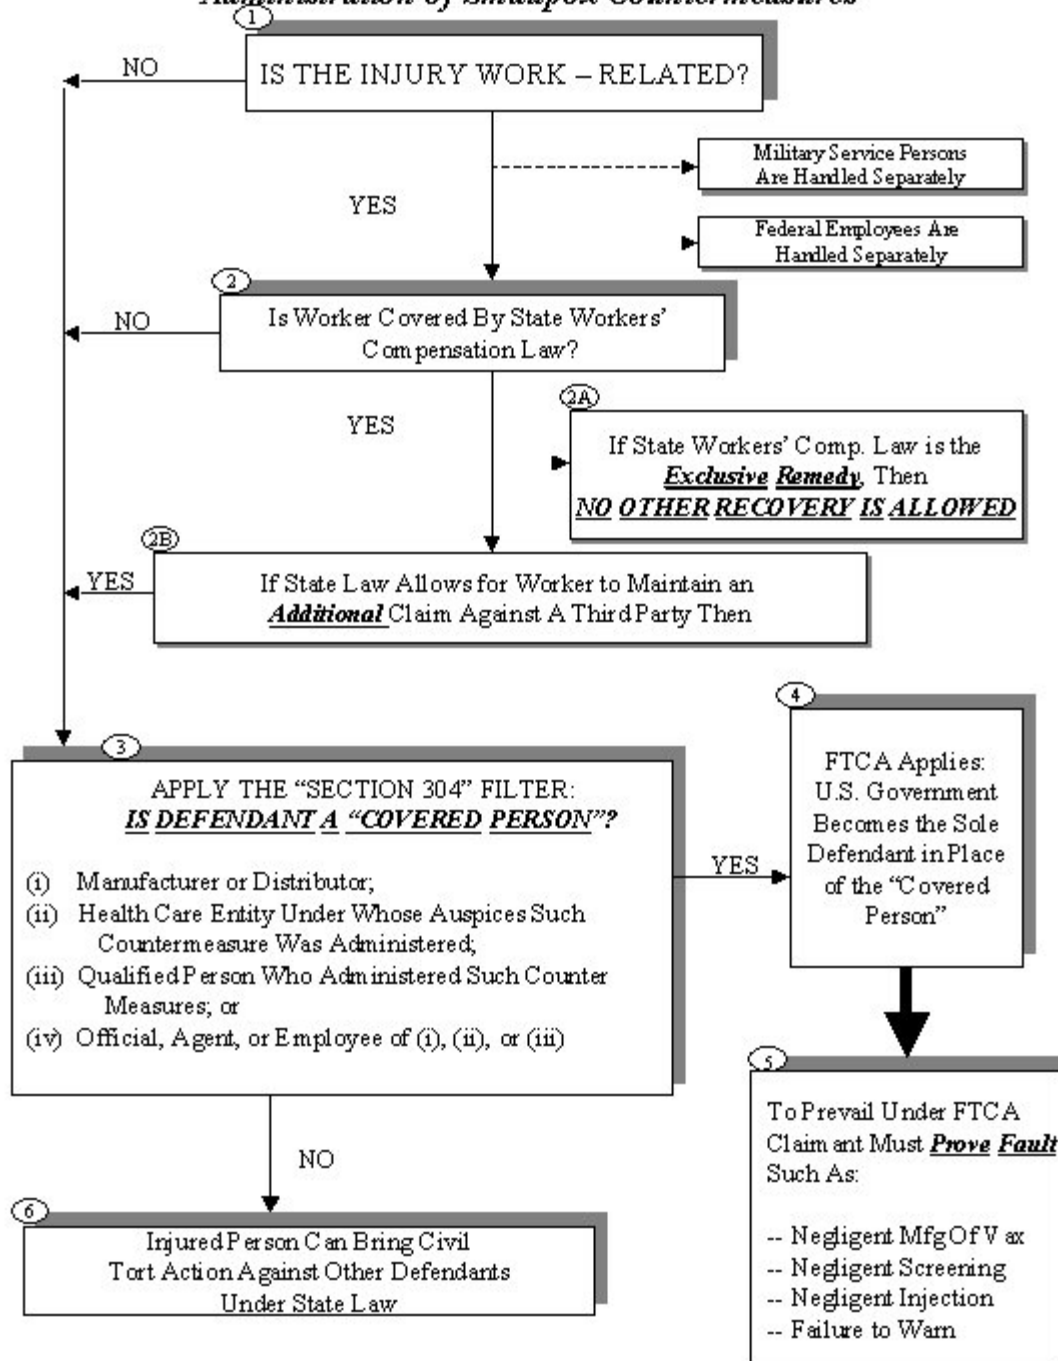 Administration of Smallpox Countermeasures
1
IS THE INJURY WORK – RELATED?
NO
Military Service Persons
Are Handled Separately
YES
Federal Employees Are
Handled Separately
2
Is Worker Covered By State Workers’
Compensation Law?
NO
YES
2A
If State Workers’ Comp. Law is the
Exclusive Remedy, Then
NO OTHER RECOVERY IS ALLOWED
2B
YES
If State Law Allows for Worker to Maintain an
Additional Claim Against A Third Party Then
3
APPLY THE “SECTION 304” FILTER:
IS DEFENDANT A “COVERED PERSON”?
(i) Manufacturer or Distributor;
(ii) Health Care Entity Under Whose Auspices Such
Countermeasure Was Administered;
(iii) Qualified Person Who Administered Such Counter
Measures; or
(iv) Official, Agent, or Employee of (i), (ii), or (iii)
YES
4
FTCA Applies:
U.S. Government
Becomes the Sole
Defendant in Place
of the “Covered
Person”
5
To Prevail Under FTCA
Claimant Must Prove Fault
Such As:
-- Negligent Mfg Of Vax
-- Negligent Screening
-- Negligent Injection
-- Failure to Warn
NO
6
Injured Person Can Bring Civil
Tort Action Against Other Defendants
Under State Law